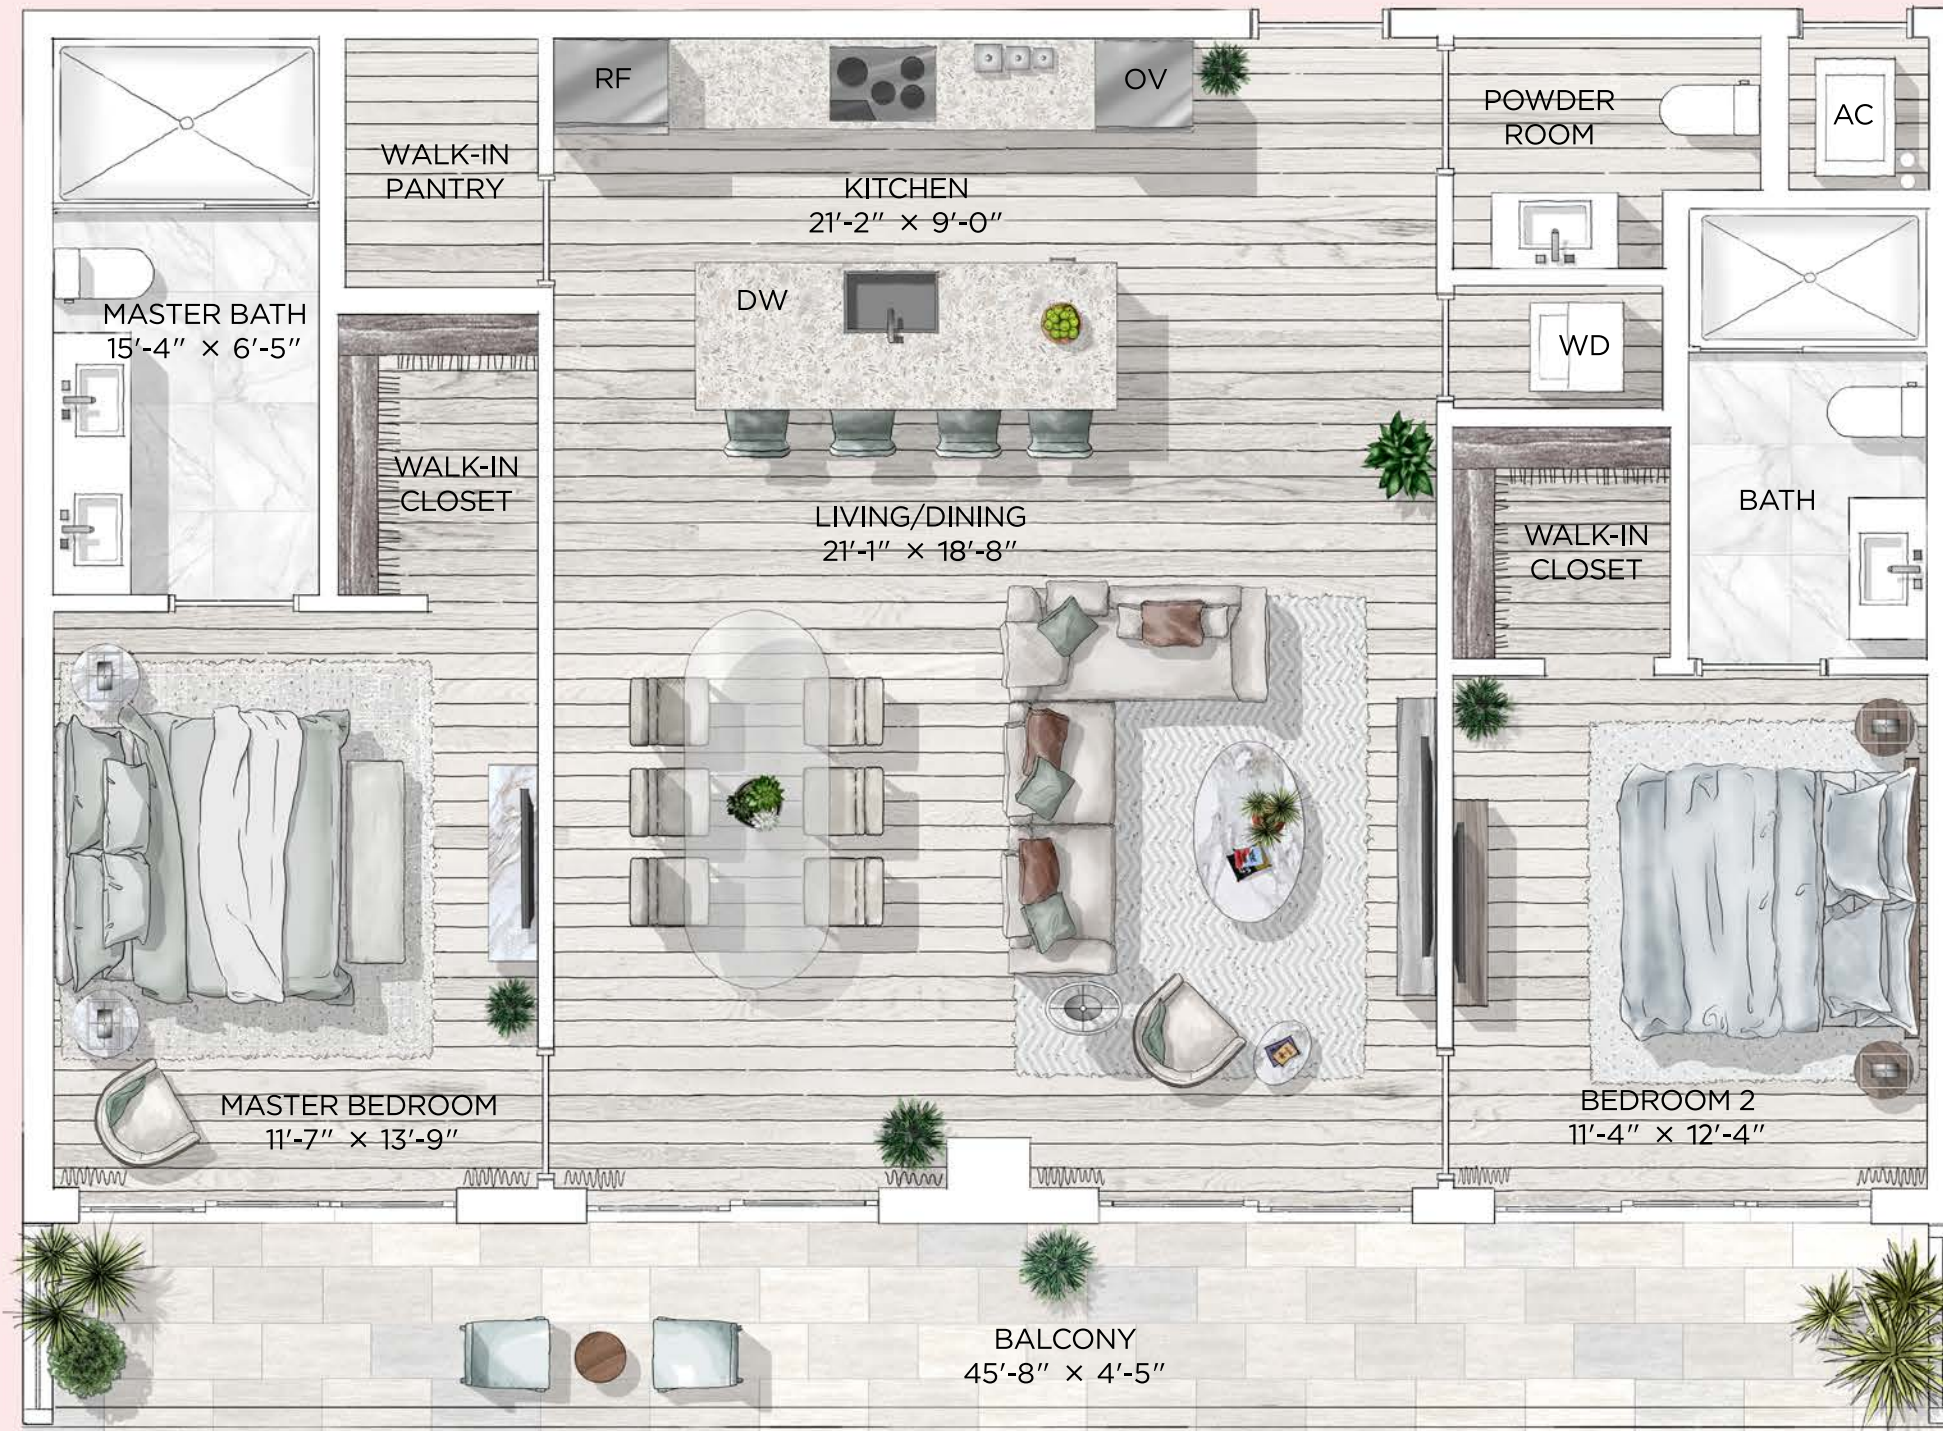 RF
OV
POWDER
ROOM
AC
WALK-IN
PANTRY
KITCHEN
21'-2" × 9'-0"
MASTER BATH
15'-4" × 6'-5"
DW
WD
WALK-IN
CLOSET
LIVING/DINING
21'-1" × 18'-8"
WALK-IN
CLOSET
BATH
MASTER BEDROOM
11'-7" × 13'-9"
BEDROOM 2
11'-4" × 12'-4"
BALCONY
45'-8" × 4'-5"